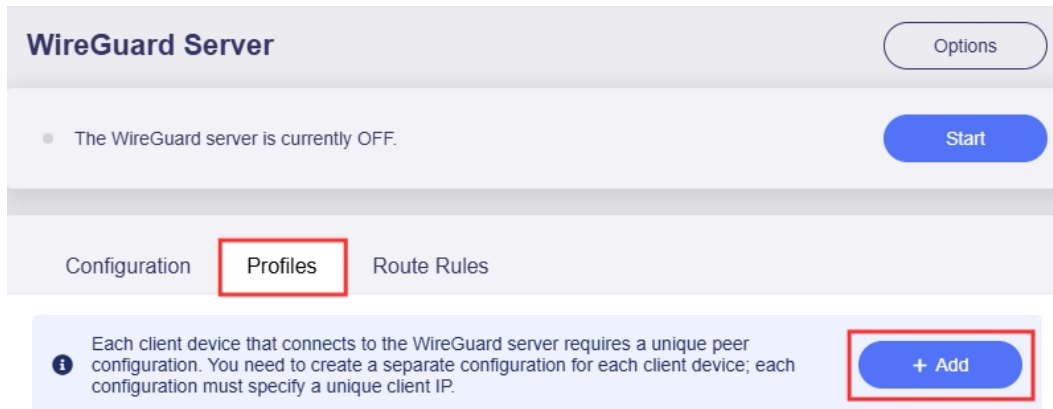 WireGuard Server
Options
The WireGuard server is currently OFF.
Start
Configuration
Profiles
Route Rules
Each client device that connects to the WireGuard server requires a unique peer
configuration. You need to create a separate configuration for each client device; each
configuration must specify a unique client IP.
+ Add